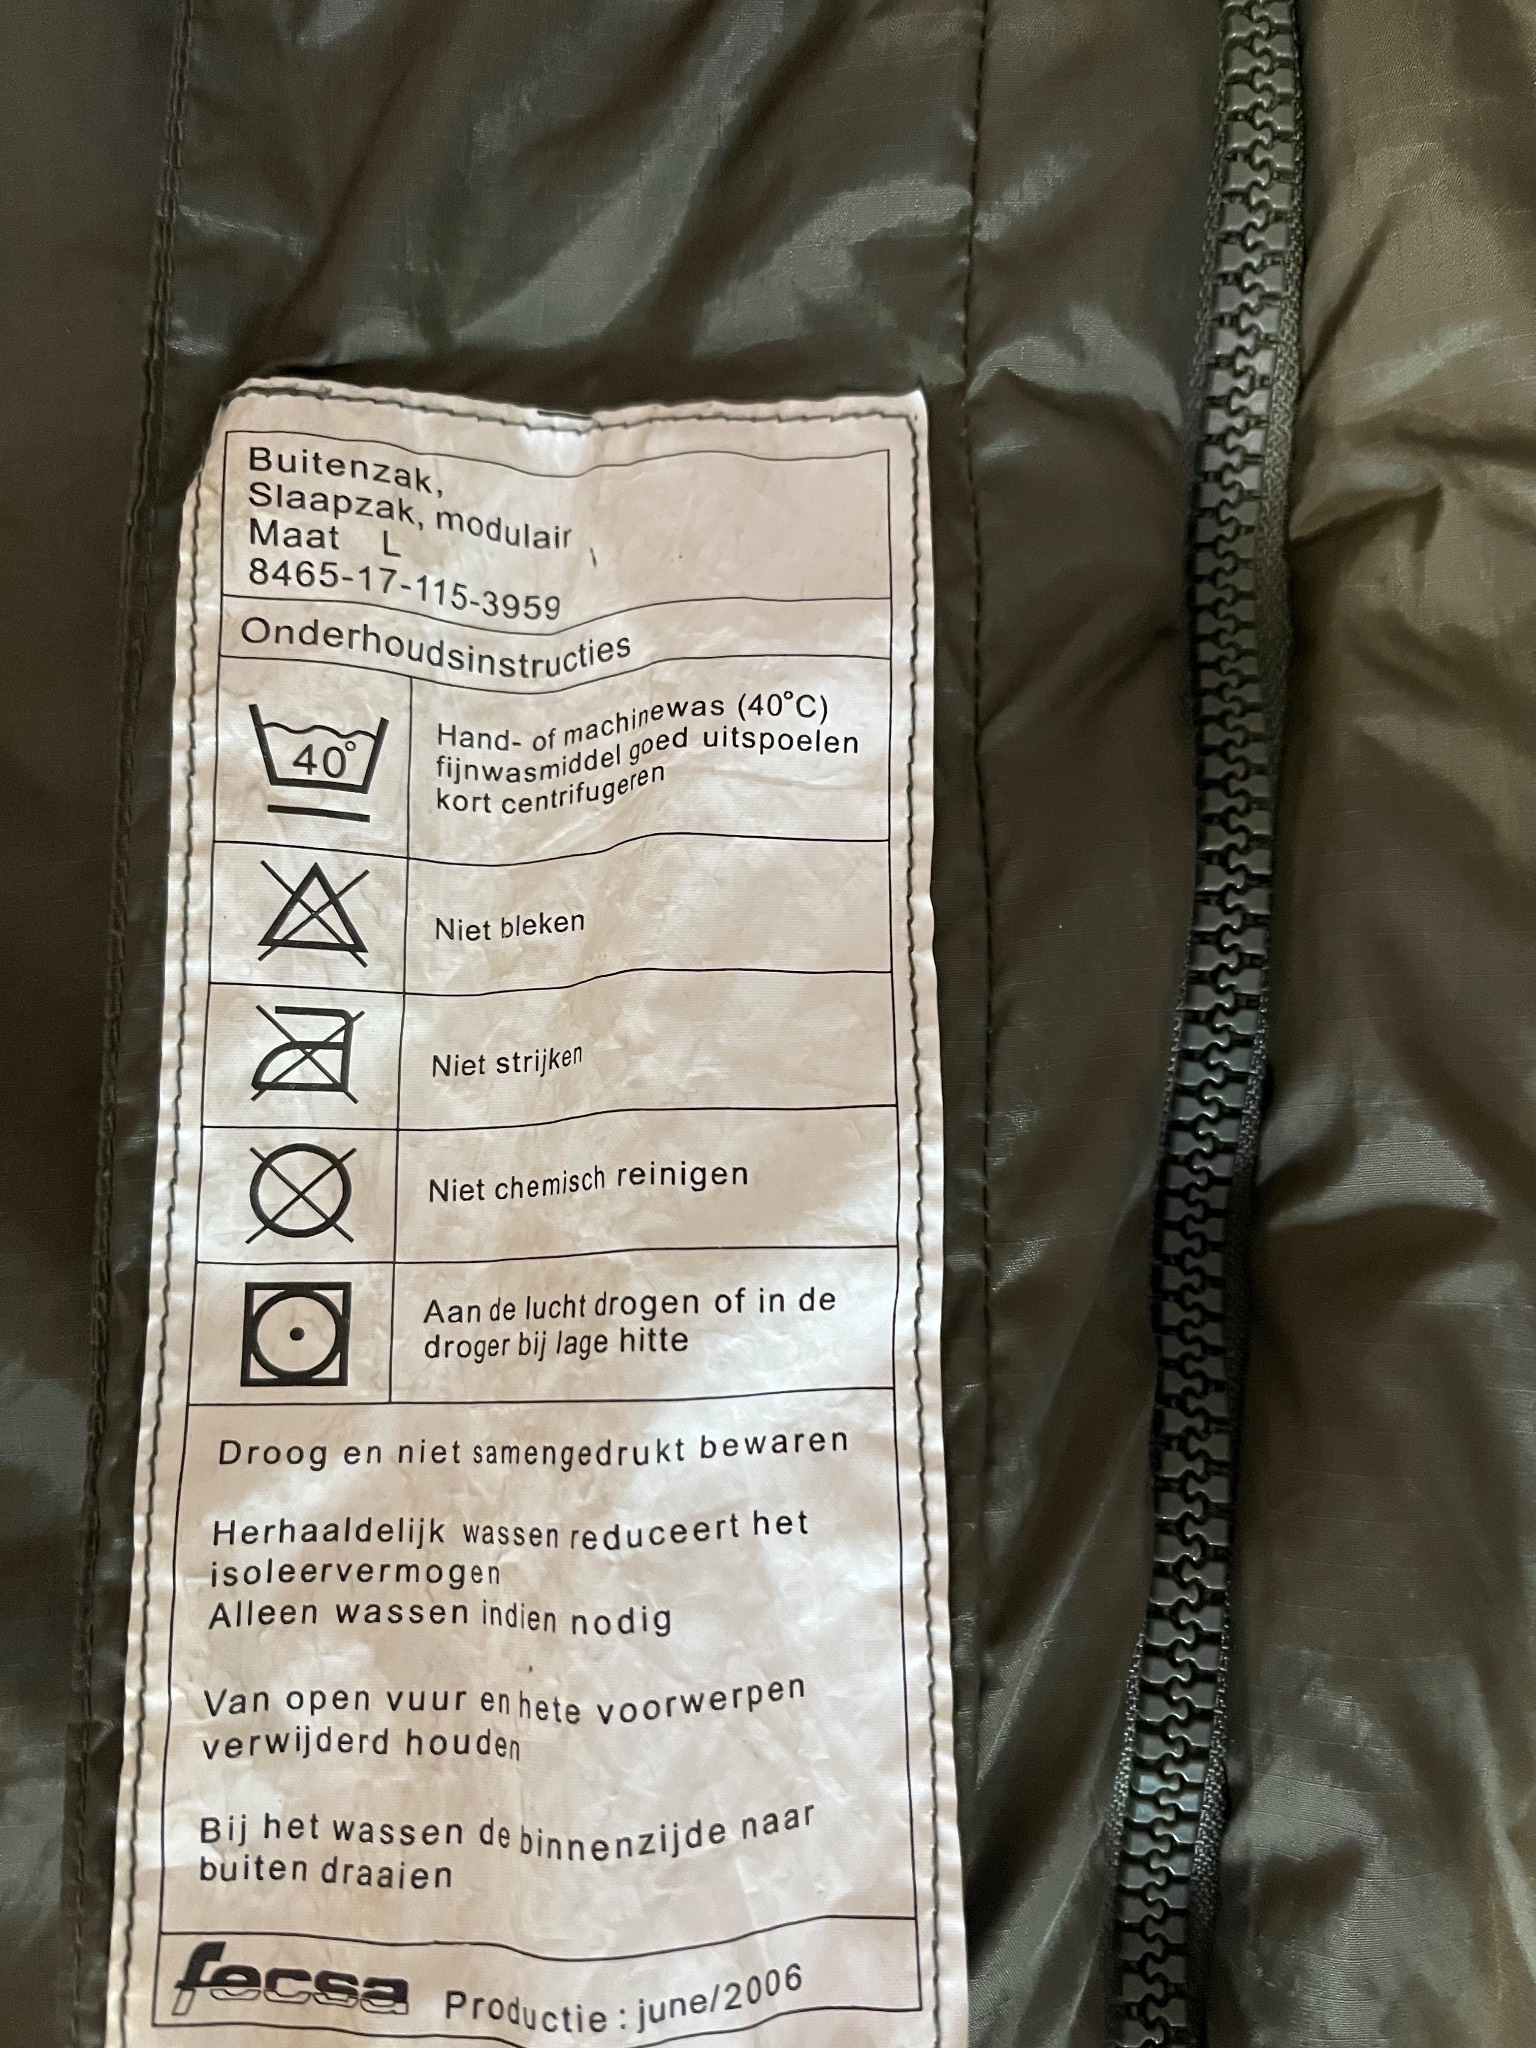 Buitenzak,
Slaapzak, modulair
Maat L
8465-17-115-3959
Onderhoudsinstructies
40°
Hand- of machinewas (40°C)
fijnwasmiddel goed uitspoelen
kort centrifugeren
Niet bleken
Niet strijken
Niet chemisch reinigen
Aan de lucht drogen of in de
droger bij lage hitte
Droog en niet samengedrukt bewaren
Herhaaldelijk wassen reduceert het
isoleervermogen
Alleen wassen indien nodig
Van open vuur en hete voorwerpen
verwijderd houden
Bij het wassen de binnenzijde naar
buiten draaien
fecsa Productie : june/2006